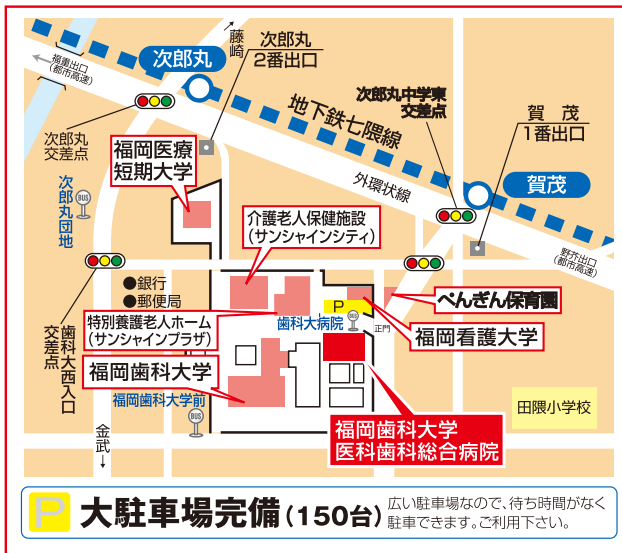 ↗
藤崎
次郎丸
2番出口
福重出口
(都市高速)
次郎丸
次郎丸中学東
交差点
地下鉄七隈線
賀 茂
1番出口
次郎丸
交差点
福岡医療
短期大学
外環状線
賀茂
BUS
次郎丸団地
介護老人保健施設
(サンシャインシティ)
野芥出口
(都市高速)
●銀行
●郵便局
P
ぺんぎん保育園
特別養護老人ホーム
(サンシャインプラザ)
歯科大病院
BUS
正門
福岡看護大学
歯科大西入口
交差点
福岡歯科大学
福岡歯科大学前
BUS
田隈小学校
福岡歯科大学
医科歯科総合病院
金武
↓
P
大駐車場完備(150台)
広い駐車場なので、待ち時間がなく
駐車できます。ご利用下さい。